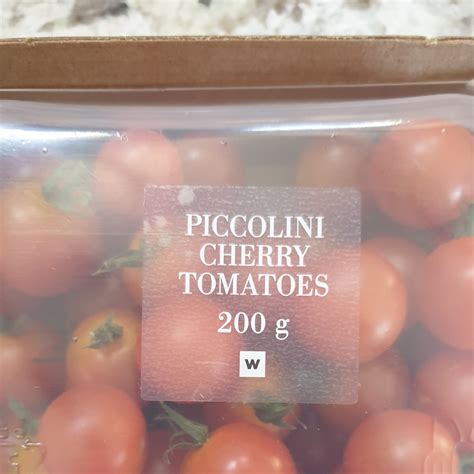 PICCOLINI
CHERRY
TOMATOES
200 g
W